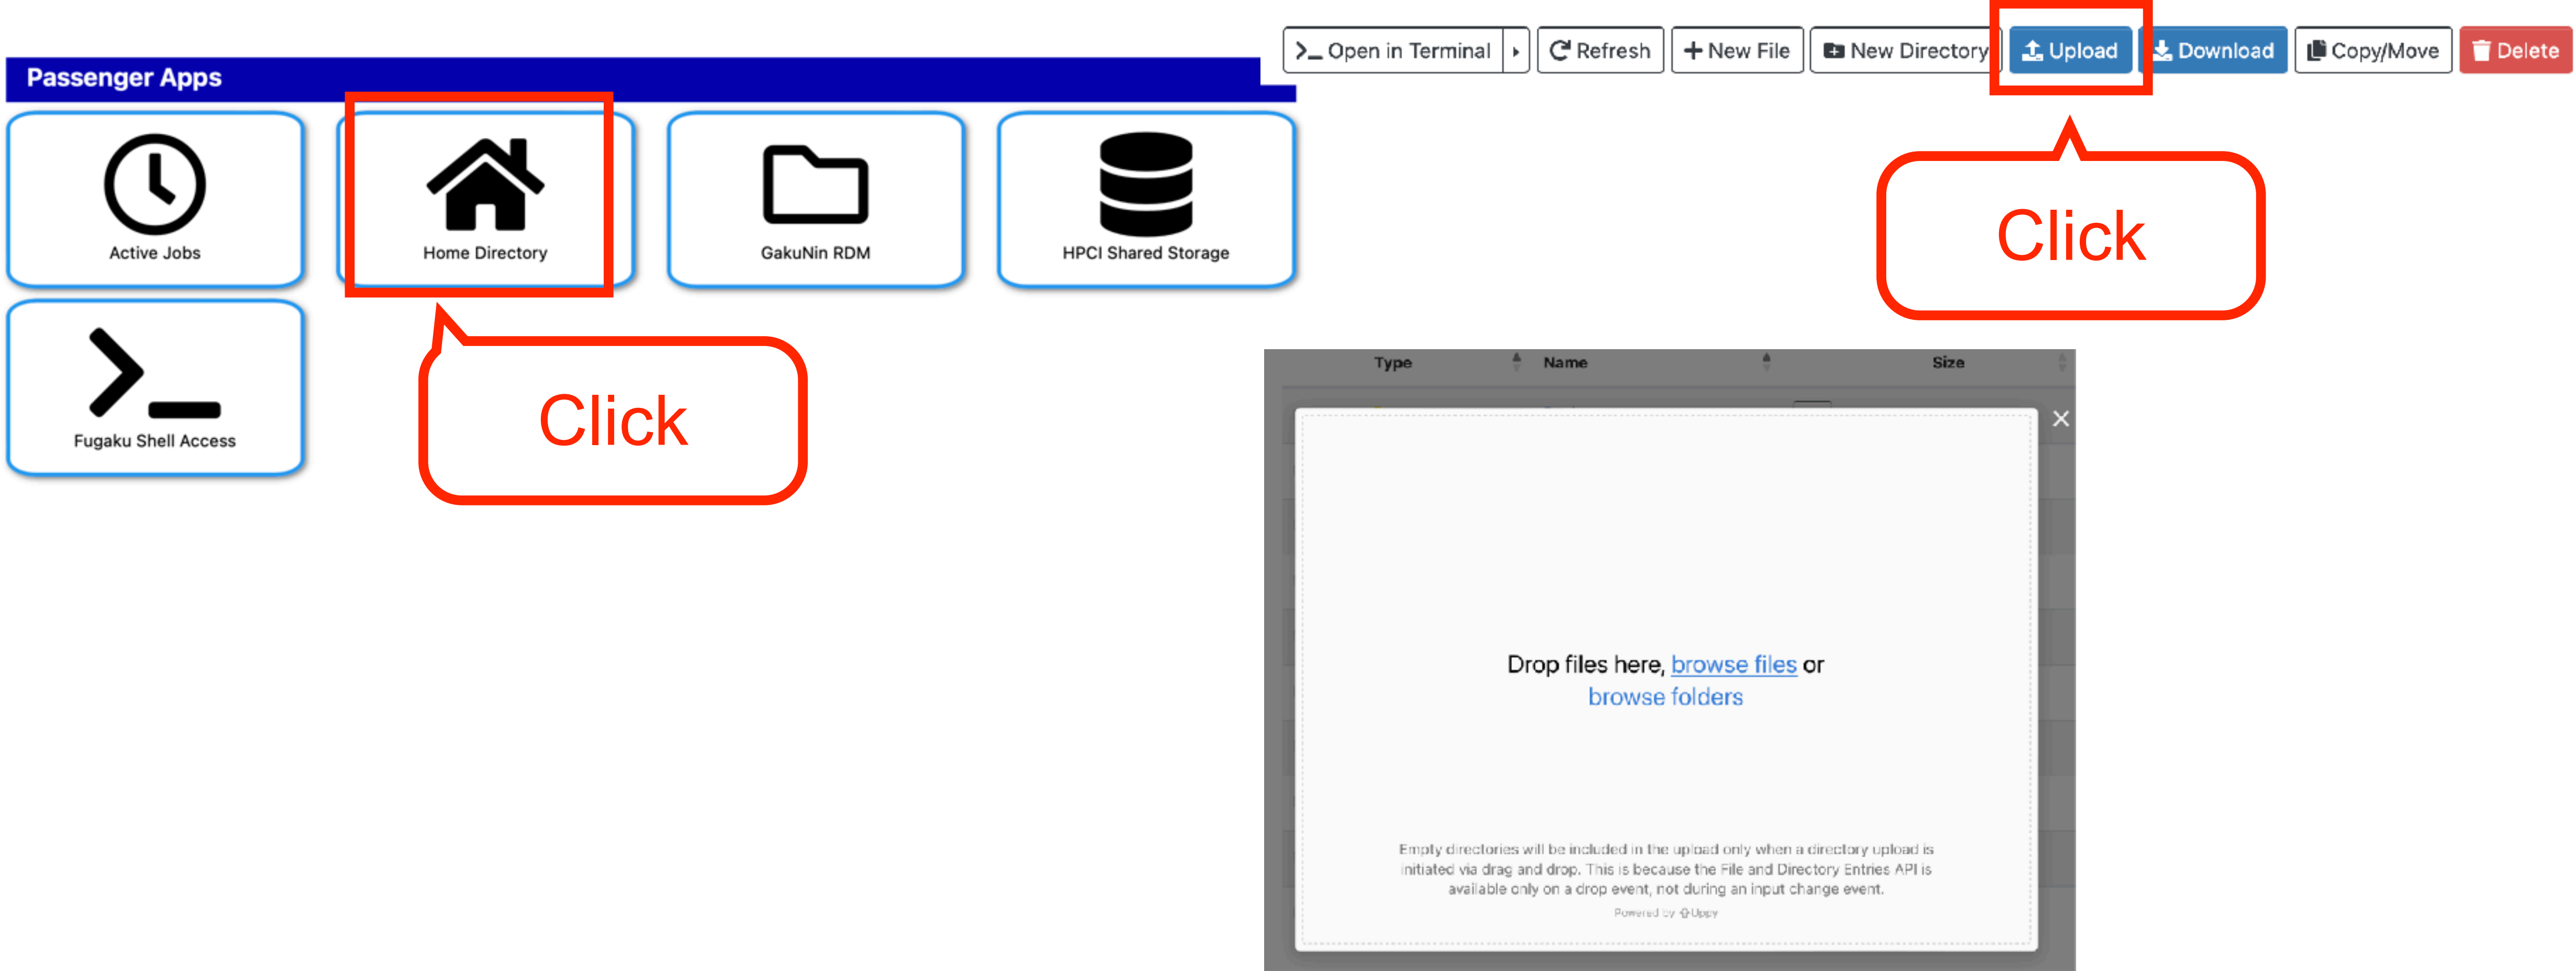 Passenger Apps
Active Jobs
Home Directory
GakuNin RDM
HPCI Shared Storage
Fugaku Shell Access
Click
Open in Terminal
Refresh
New File
New Directory
Upload
Download
Copy/Move
Delete
Click
Type Name Size
Drop files here, browse files or
browse folders
Empty directories will be included in the upload only when a directory upload is
initiated via drag and drop. This is because the File and Directory Entries API is
available only on a drop event, not during an input change event.
Powered by Uppy